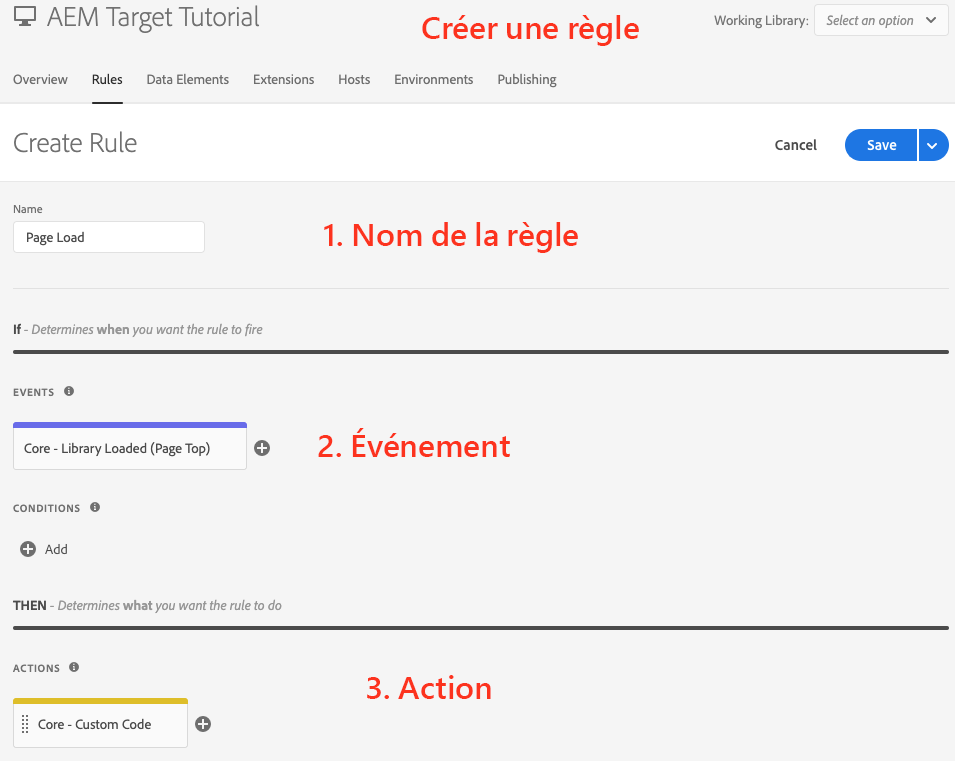 AEM Target Tutorial
Créer une règle
Working Library: Select an option
Overview Rules Data Elements Extensions Hosts Environments Publishing
Create Rule
Cancel Save
Name
Page Load
1. Nom de la règle
If - Determines when you want the rule to fire
EVENTS
Core - Library Loaded (Page Top)
2. Événement
CONDITIONS
Add
THEN - Determines what you want the rule to do
ACTIONS
3. Action
Core - Custom Code